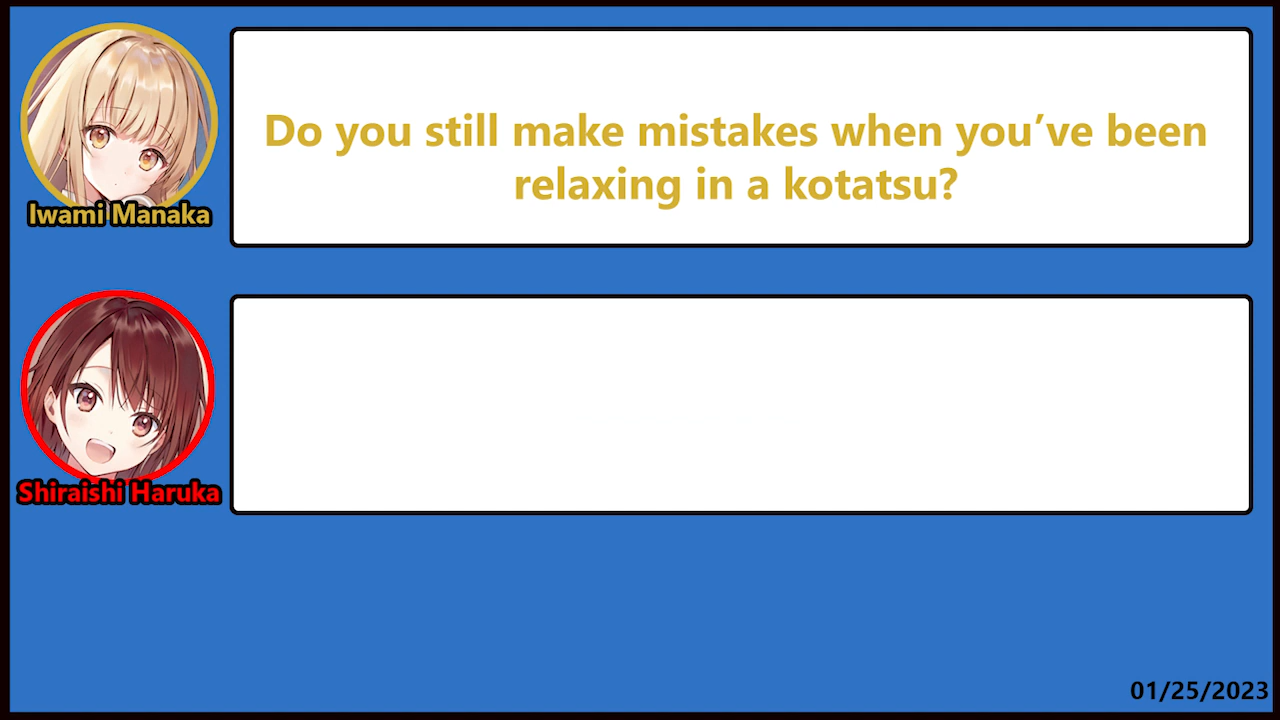 Do you still make mistakes when you’ve been
relaxing in a kotatsu?
Iwami Manaka
Shiraishi Haruka
01/25/2023